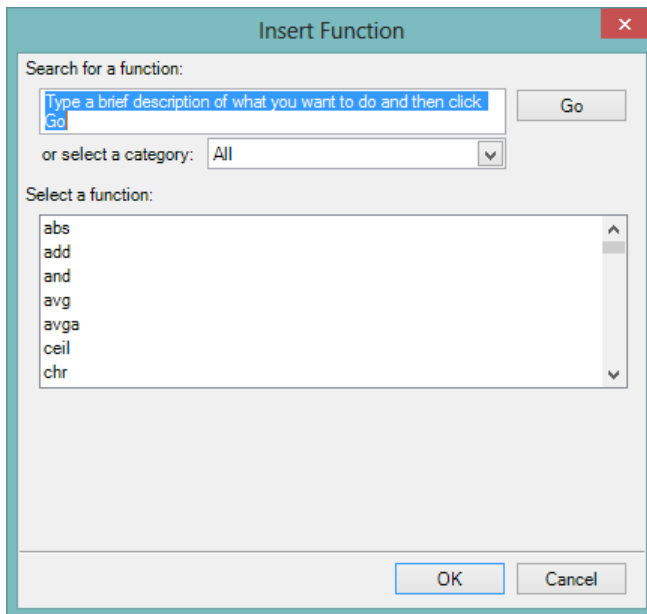 Insert Function
Search for a function:
Type a brief description of what you want to do and then click
Go
Go
or select a category: All
Select a function:
abs
add
and
avg
avga
ceil
chr
OK Cancel